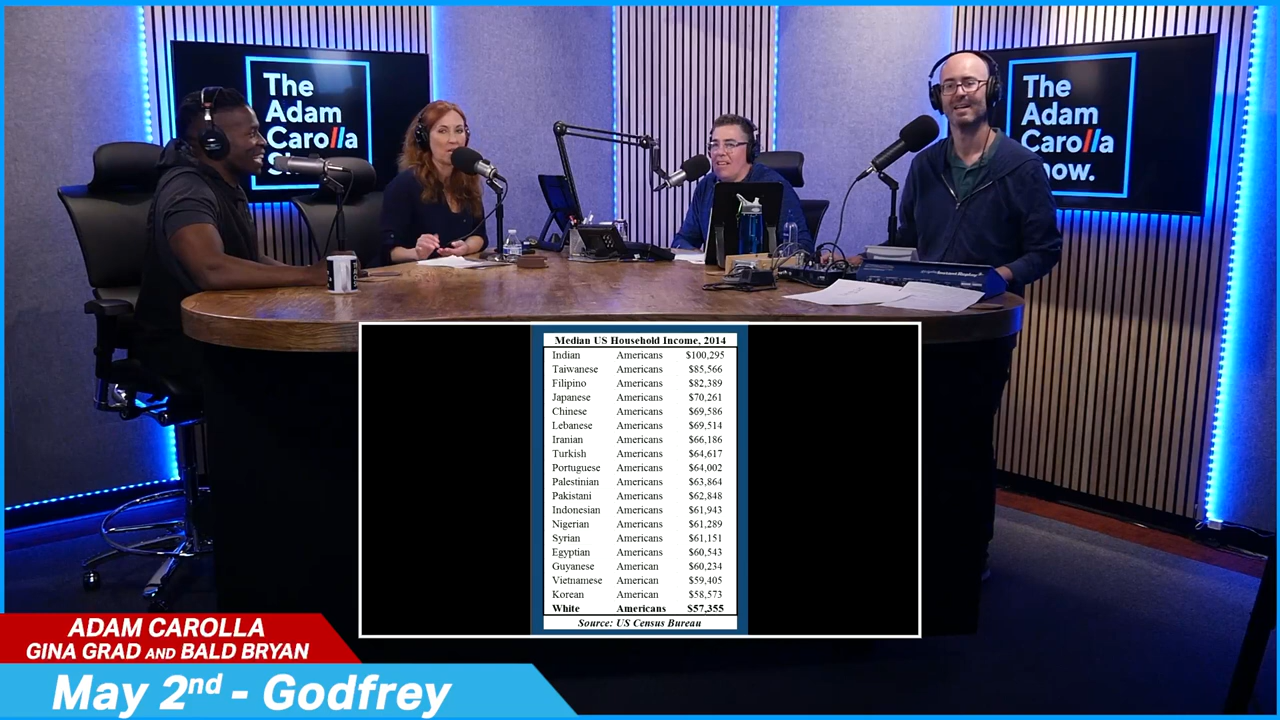 The
Adam
Carolla
The
Adam
Carolla
Median US Household Income, 2014
Indian Americans $100,295
Taiwanese Americans $85,566
Filipino Americans $82,389
Japanese Americans $70,261
Chinese Americans $69,586
Lebanese Americans $69,514
Iranian Americans $66,186
Turkish Americans $64,617
Portuguese Americans $64,002
Palestinian Americans $63,864
Pakistani Americans $62,848
Indonesian Americans $61,943
Nigerian Americans $61,289
Syrian Americans $61,151
Egyptian Americans $60,543
Guyanese American $60,234
Vietnamese American $59,405
Korean American $58,573
White Americans $57,355
Source: US Census Bureau
ADAM CAROLLA
GINA GRAD AND BALD BRYAN
May 2nd - Godfrey